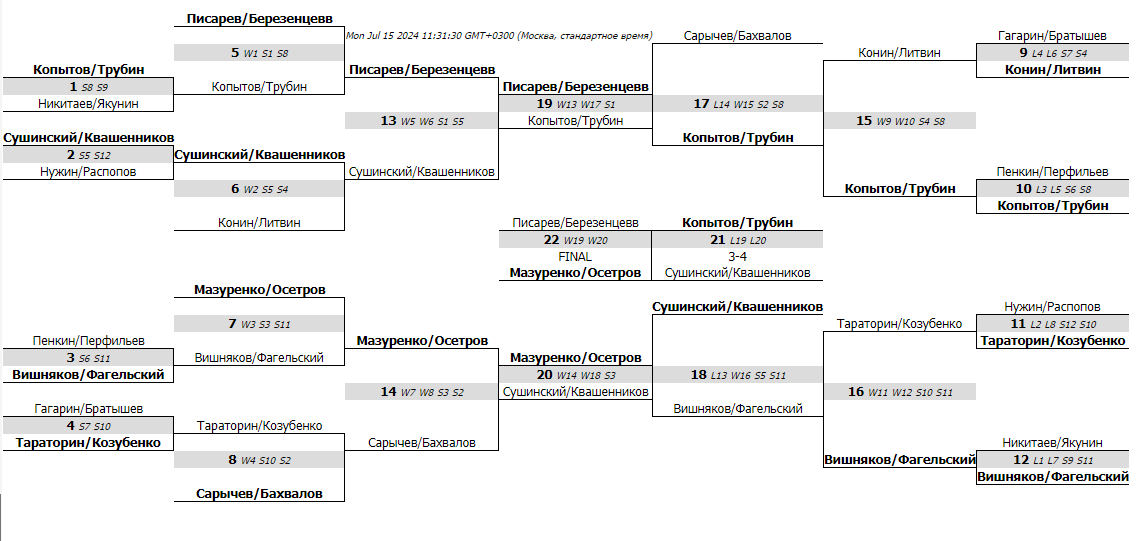 Писарев/Березенцевв
5 W1 S1 S8
Копытов/Трубин
Копытов/Трубин
1 S8 S9
Никитаев/Якунин
Сушинский/Квашенников
2 S5 S12
Нужин/Распопов
Сушинский/Квашенников
6 W2 S5 S4
Конин/Литвин
Mon Jul 15 2024 11:31:30 GMT+0300 (Москва, стандартное время)
Писарев/Березенцевв
13 W5 W6 S1 S5
Сушинский/Квашенников
Писарев/Березенцевв
19 W13 W17 S1
Копытов/Трубин
Сарычев/Бахвалов
17 L14 W15 S2 S8
Копытов/Трубин
Конин/Литвин
15 W9 W10 S4 S8
Копытов/Трубин
Гагарин/Братышев
9 L4 L6 S7 S4
Конин/Литвин
Пенкин/Перфильев
10 L3 L5 S6 S8
Копытов/Трубин
Писарев/Березенцевв
22 W19 W20
FINAL
Мазуренко/Осетров
Копытов/Трубин
21 L19 L20
3-4
Сушинский/Квашенников
Мазуренко/Осетров
7 W3 S3 S11
Вишняков/Фагельский
Пенкин/Перфильев
3 S6 S11
Вишняков/Фагельский
Гагарин/Братышев
4 S7 S10
Тараторин/Козубенко
Тараторин/Козубенко
8 W4 S10 S2
Сарычев/Бахвалов
Мазуренко/Осетров
14 W7 W8 S3 S2
Сарычев/Бахвалов
Мазуренко/Осетров
20 W14 W18 S3
Сушинский/Квашенников
Сушинский/Квашенников
18 L13 W16 S5 S11
Вишняков/Фагельский
Тараторин/Козубенко
16 W11 W12 S10 S11
Вишняков/Фагельский
Нужин/Распопов
11 L2 L8 S12 S10
Тараторин/Козубенко
Никитаев/Якунин
12 L1 L7 S9 S11
Вишняков/Фагельский